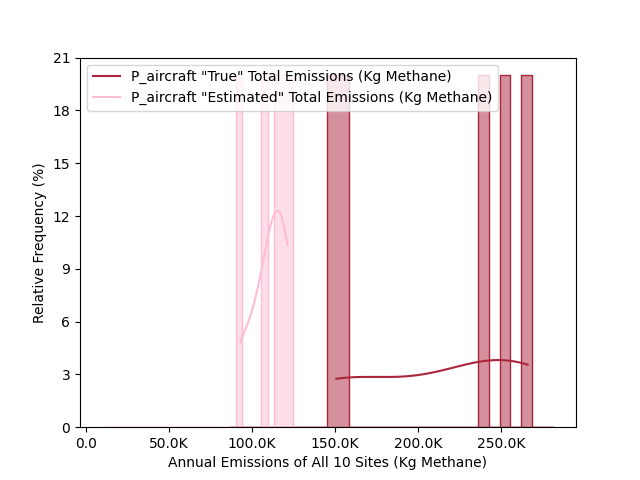 P_aircraft "True" Total Emissions (Kg Methane)
P_aircraft "Estimated" Total Emissions (Kg Methane)
21
18
15
12
9
6
3
0
Relative Frequency (%)
0.0 50.0K 100.0K 150.0K 200.0K 250.0K
Annual Emissions of All 10 Sites (Kg Methane)